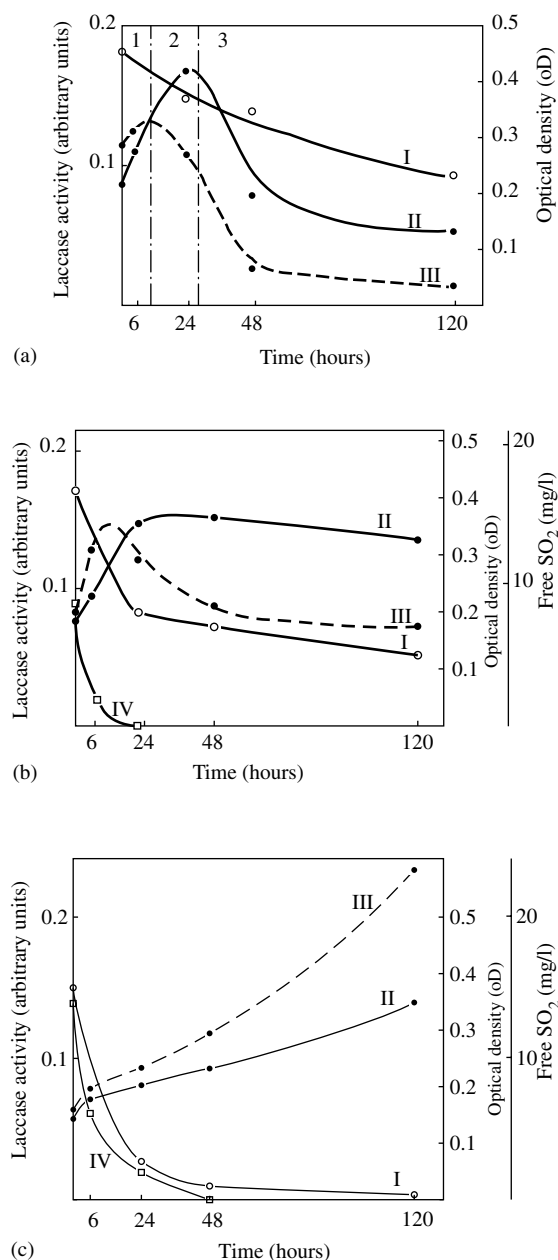 1 2 3
0.2
0.1
Laccase activity (arbitrary units)
0.5
0.4
0.3
0.2
0.1
Optical density (oD)
I
II
III
6 24 48 120
Time (hours)
(a)
0.2
0.1
Laccase activity (arbitrary units)
0.5
0.4
0.3
0.2
0.1
Optical density (oD)
20
10
Free SO2 (mg/l)
II
III
I
IV
6 24 48 120
Time (hours)
(b)
0.2
0.1
Laccase activity (arbitrary units)
0.5
0.4
0.3
0.2
0.1
Optical density (oD)
20
10
Free SO2 (mg/l)
III
II
IV
I
6 24 48 120
Time (hours)
(c)